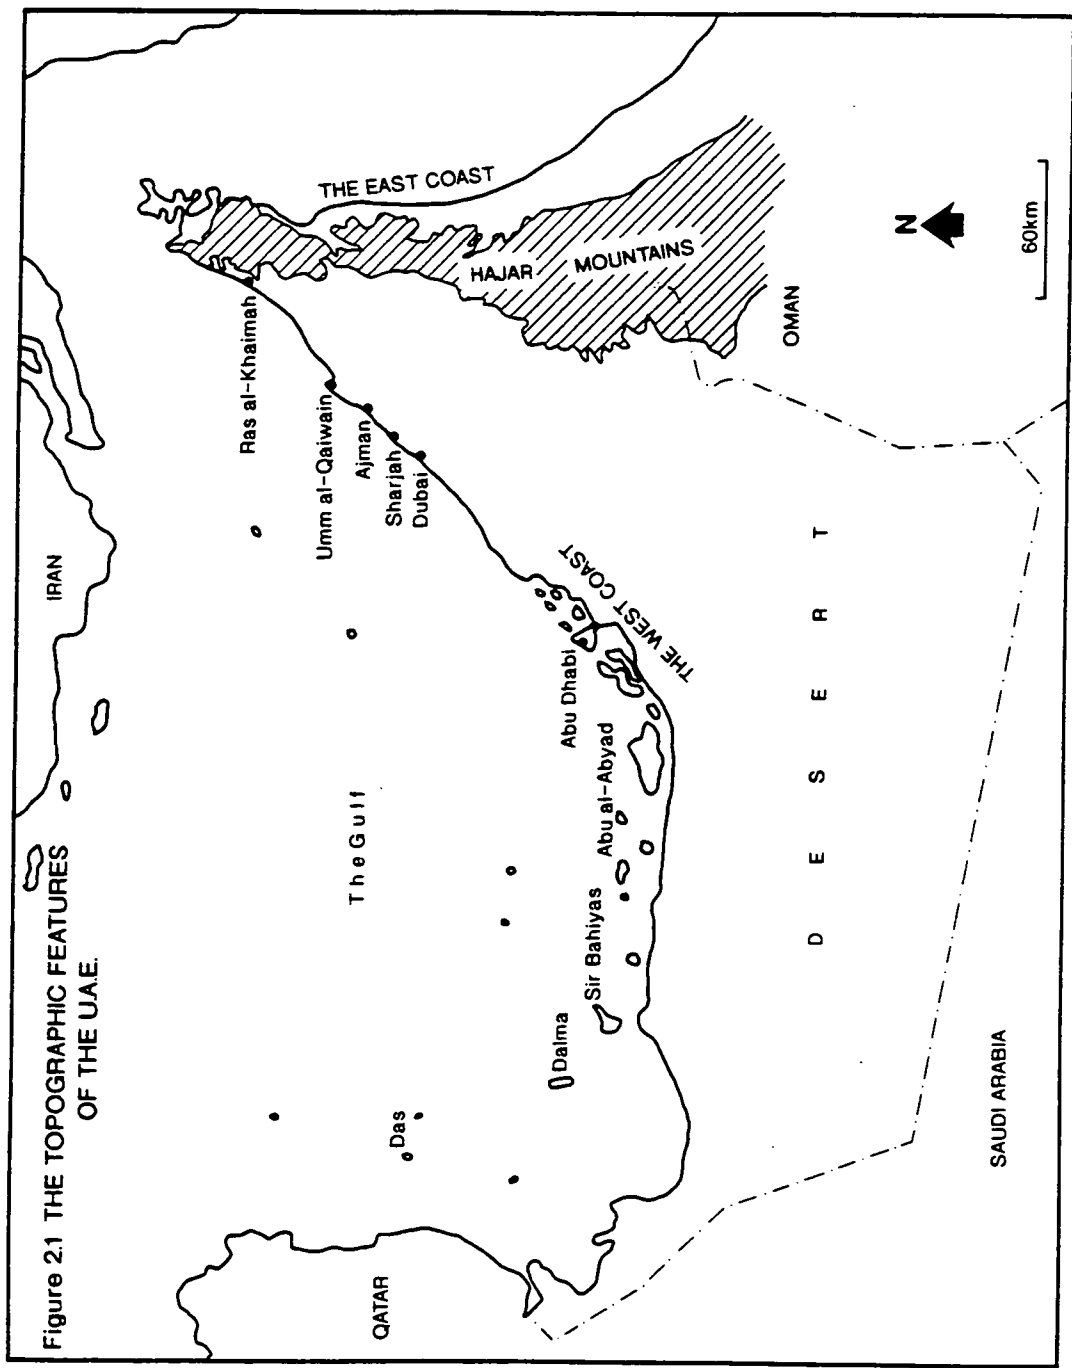 Figure 2.1 THE TOPOGRAPHIC FEATURES
OF THE U.A.E.
IRAN
The Gulf
QATAR
Das
Dalma
Sir Bahiyas
Abu al-Abyad
Abu Dhabi
THE WEST COAST
Dubai
Sharjah
Ajman
Umm al-Qaiwain
Ras al-Khaimah
THE EAST COAST
HAJAR MOUNTAINS
OMAN
DESERT
SAUDI ARABIA
N
60km